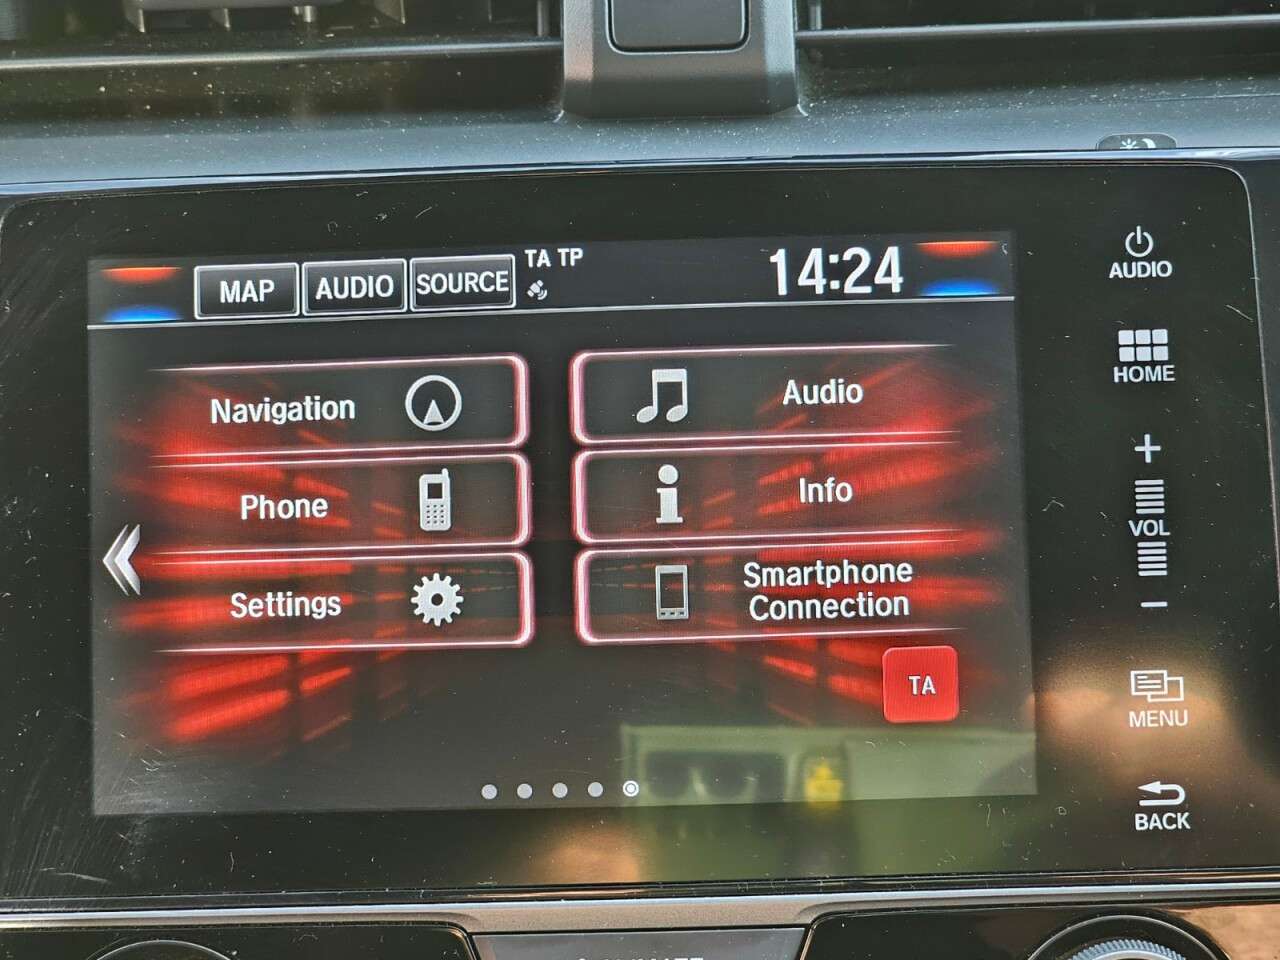 MAP AUDIO SOURCE TA TP 14:24
AUDIO
HOME
Navigation
Audio
Phone
Info
Settings
Smartphone
Connection
TA
VOL
MENU
BACK